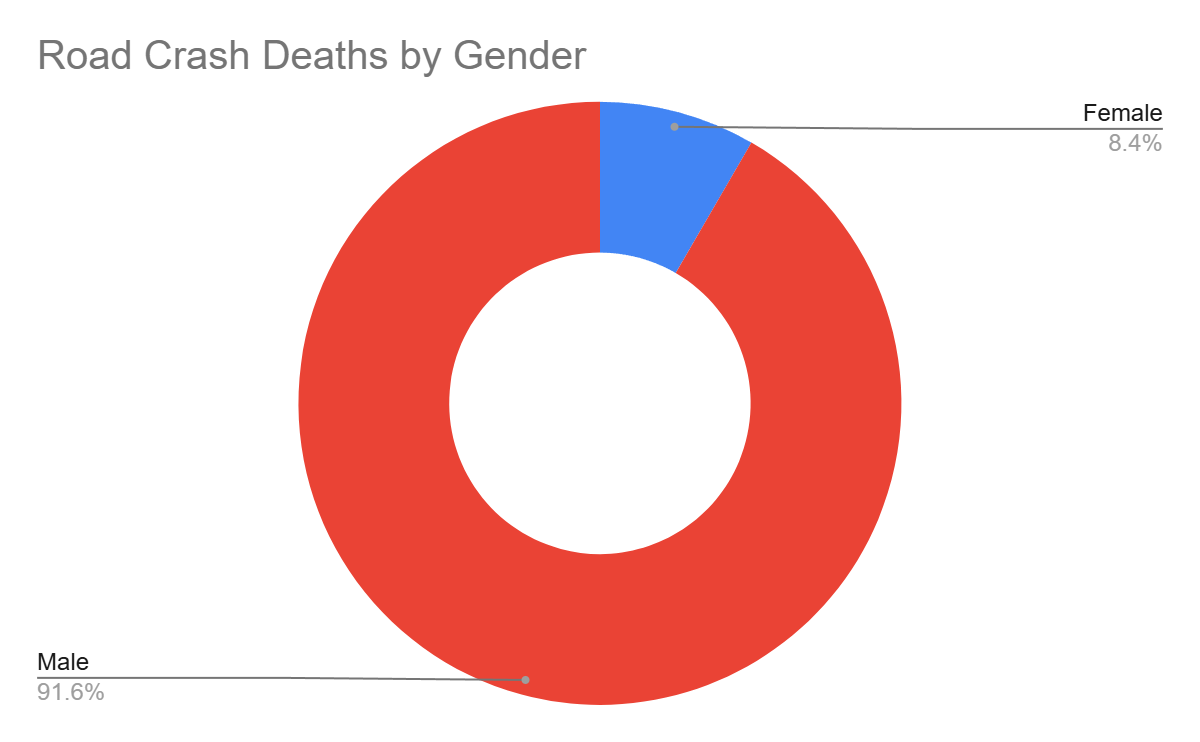 Road Crash Deaths by Gender
Female
8.4%
Male
91.6%